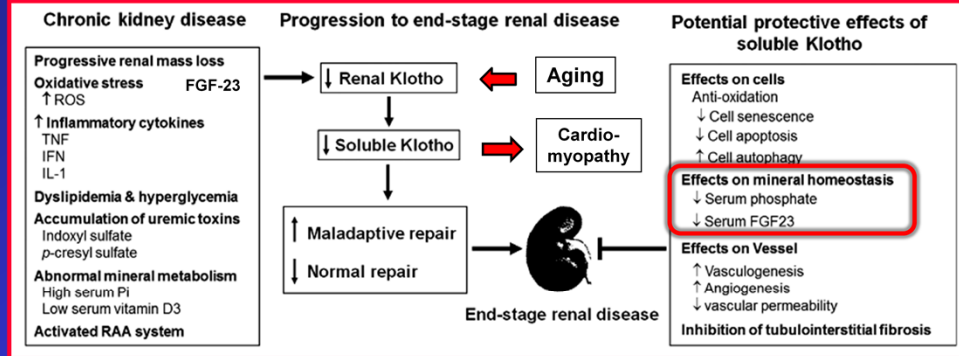 Chronic kidney disease
Progressive renal mass loss
Oxidative stress FGF-23
↑ ROS
↑ Inflammatory cytokines
TNF
IFN
IL-1
Dyslipidemia & hyperglycemia
Accumulation of uremic toxins
Indoxyl sulfate
p-cresyl sulfate
Abnormal mineral metabolism
High serum Pi
Low serum vitamin D3
Activated RAA system
Progression to end-stage renal disease
↓ Renal Klotho
Aging
↓ Soluble Klotho
Cardio-
myopathy
↑ Maladaptive repair
↓ Normal repair
End-stage renal disease
Potential protective effects of
soluble Klotho
Effects on cells
Anti-oxidation
↓ Cell senescence
↓ Cell apoptosis
↑ Cell autophagy
Effects on mineral homeostasis
↓ Serum phosphate
↓ Serum FGF23
Effects on Vessel
↑ Vasculogenesis
↑ Angiogenesis
↓ vascular permeability
Inhibition of tubulointerstitial fibrosis